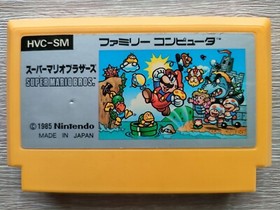 HVC-SM
ファミリー コンピュータ
スーパーマリオブラザーズ
SUPER MARIO BROS.
© 1985 Nintendo
MADE IN JAPAN